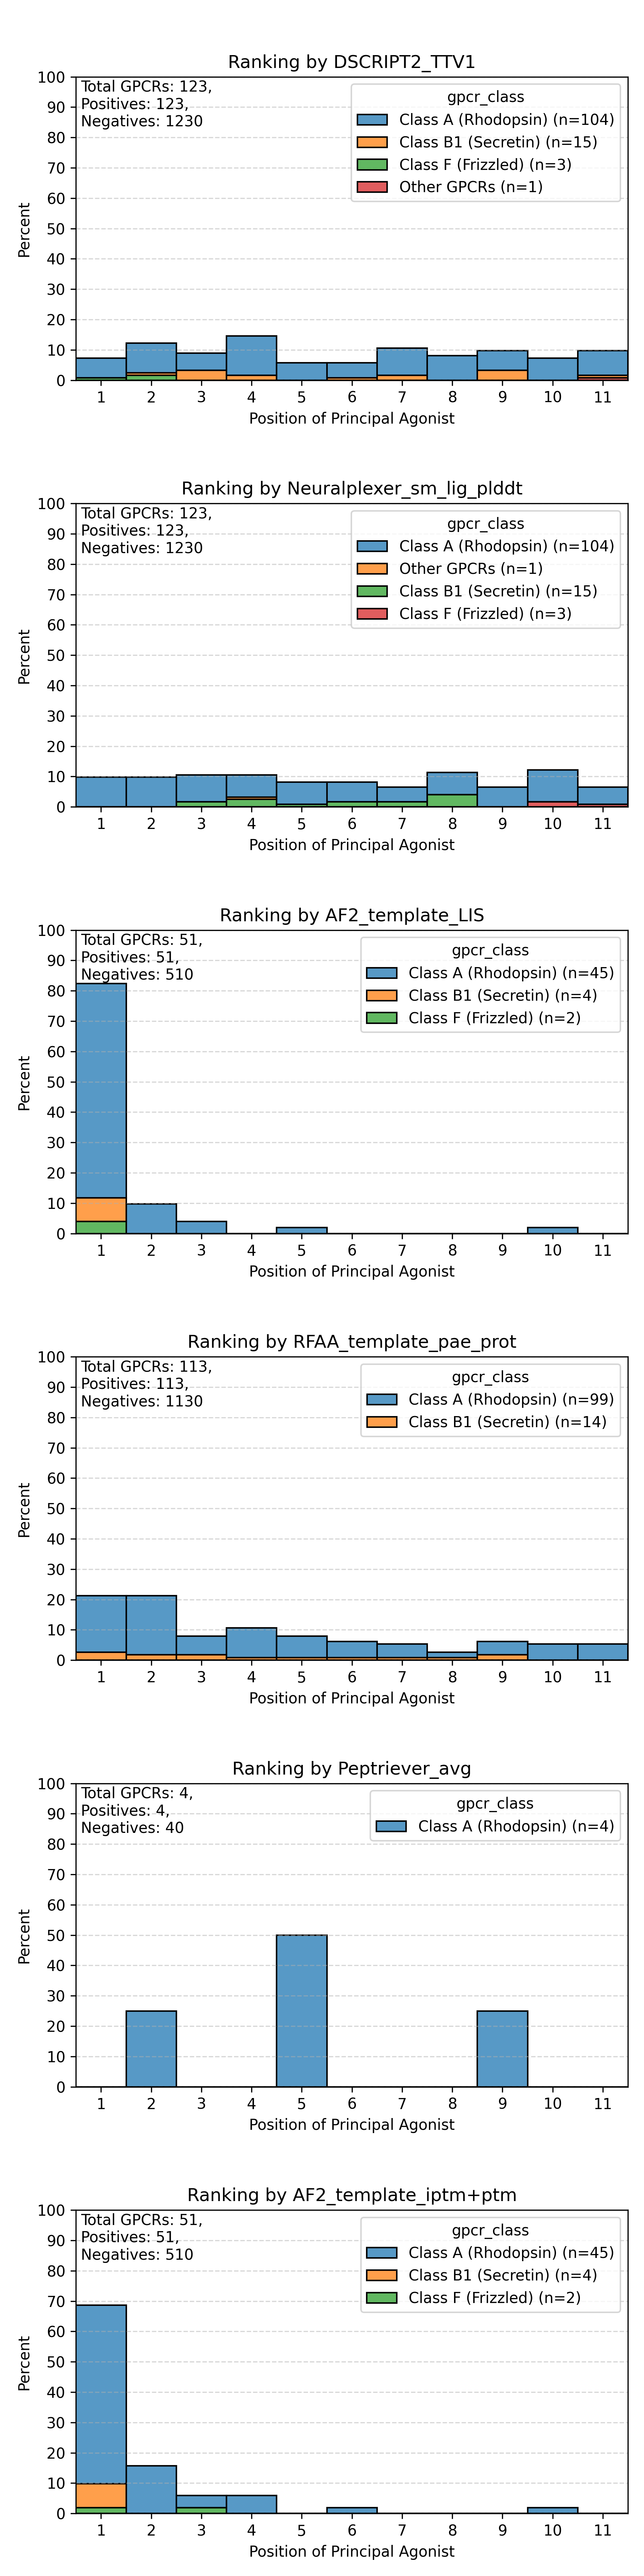 Ranking by DSCRIPT2_TTV1
Total GPCRs: 123,
Positives: 123,
Negatives: 1230
gpcr_class
Class A (Rhodopsin) (n=104)
Class B1 (Secretin) (n=15)
Class F (Frizzled) (n=3)
Other GPCRs (n=1)
100
90
80
70
60
50
40
30
20
10
0
Percent
1 2 3 4 5 6 7 8 9 10 11
Position of Principal Agonist
Ranking by Neuralplexer_sm_lig_plddt
Total GPCRs: 123,
Positives: 123,
Negatives: 1230
gpcr_class
Class A (Rhodopsin) (n=104)
Other GPCRs (n=1)
Class B1 (Secretin) (n=15)
Class F (Frizzled) (n=3)
100
90
80
70
60
50
40
30
20
10
0
Percent
1 2 3 4 5 6 7 8 9 10 11
Position of Principal Agonist
Ranking by AF2_template_LIS
Total GPCRs: 51,
Positives: 51,
Negatives: 510
gpcr_class
Class A (Rhodopsin) (n=45)
Class B1 (Secretin) (n=4)
Class F (Frizzled) (n=2)
100
90
80
70
60
50
40
30
20
10
0
Percent
1 2 3 4 5 6 7 8 9 10 11
Position of Principal Agonist
Ranking by RFAA_template_pae_prot
Total GPCRs: 113,
Positives: 113,
Negatives: 1130
gpcr_class
Class A (Rhodopsin) (n=99)
Class B1 (Secretin) (n=14)
100
90
80
70
60
50
40
30
20
10
0
Percent
1 2 3 4 5 6 7 8 9 10 11
Position of Principal Agonist
Ranking by Peptriever_avg
Total GPCRs: 4,
Positives: 4,
Negatives: 40
gpcr_class
Class A (Rhodopsin) (n=4)
100
90
80
70
60
50
40
30
20
10
0
Percent
1 2 3 4 5 6 7 8 9 10 11
Position of Principal Agonist
Ranking by AF2_template_iptm+ptm
Total GPCRs: 51,
Positives: 51,
Negatives: 510
gpcr_class
Class A (Rhodopsin) (n=45)
Class B1 (Secretin) (n=4)
Class F (Frizzled) (n=2)
100
90
80
70
60
50
40
30
20
10
0
Percent
1 2 3 4 5 6 7 8 9 10 11
Position of Principal Agonist